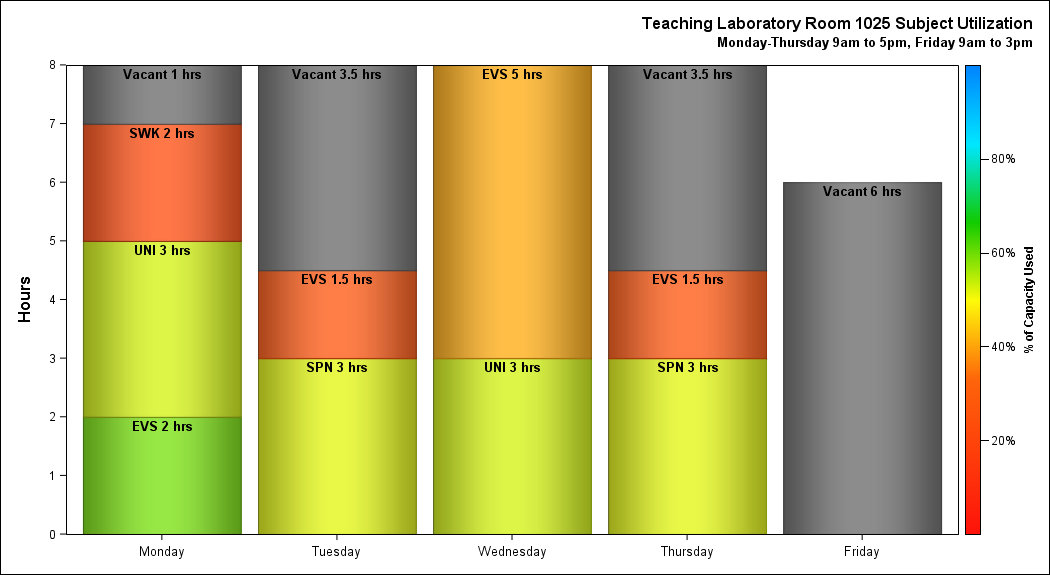 Teaching Laboratory Room 1025 Subject Utilization
Monday-Thursday 9am to 5pm, Friday 9am to 3pm
Hours
8
7
6
5
4
3
2
1
0
Vacant 1 hrs
SWK 2 hrs
UNI 3 hrs
EVS 2 hrs
Vacant 3.5 hrs
EVS 1.5 hrs
SPN 3 hrs
EVS 5 hrs
UNI 3 hrs
Vacant 3.5 hrs
EVS 1.5 hrs
SPN 3 hrs
Vacant 6 hrs
Monday
Tuesday
Wednesday
Thursday
Friday
80%
60%
40%
20%
% of Capacity Used